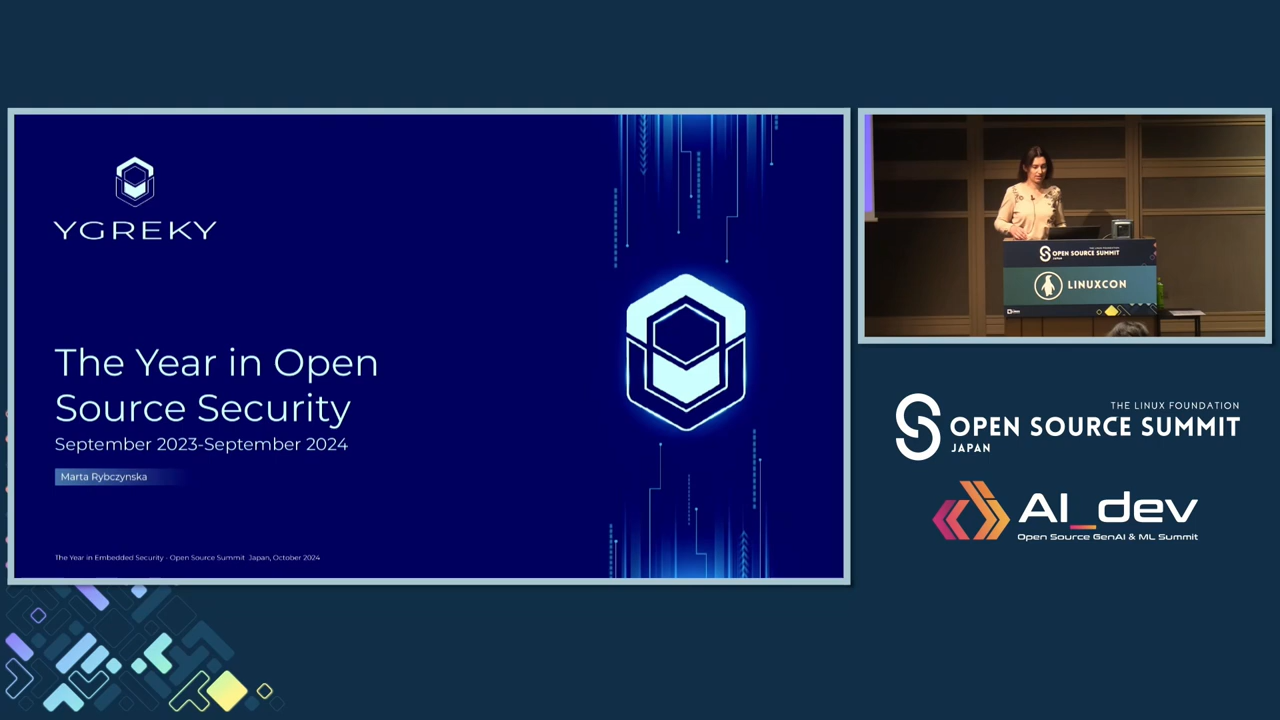 YGREKY
The Year in Open
Source Security
September 2023-September 2024
Marta Rybczynska
The Year in Embedded Security - Open Source Summit Japan, October 2024
OPEN SOURCE SUMMIT
JAPAN
LINUXCON
THE LINUX FOUNDATION
OPEN SOURCE SUMMIT
JAPAN
AI_dev
Open Source GenAI & ML Summit